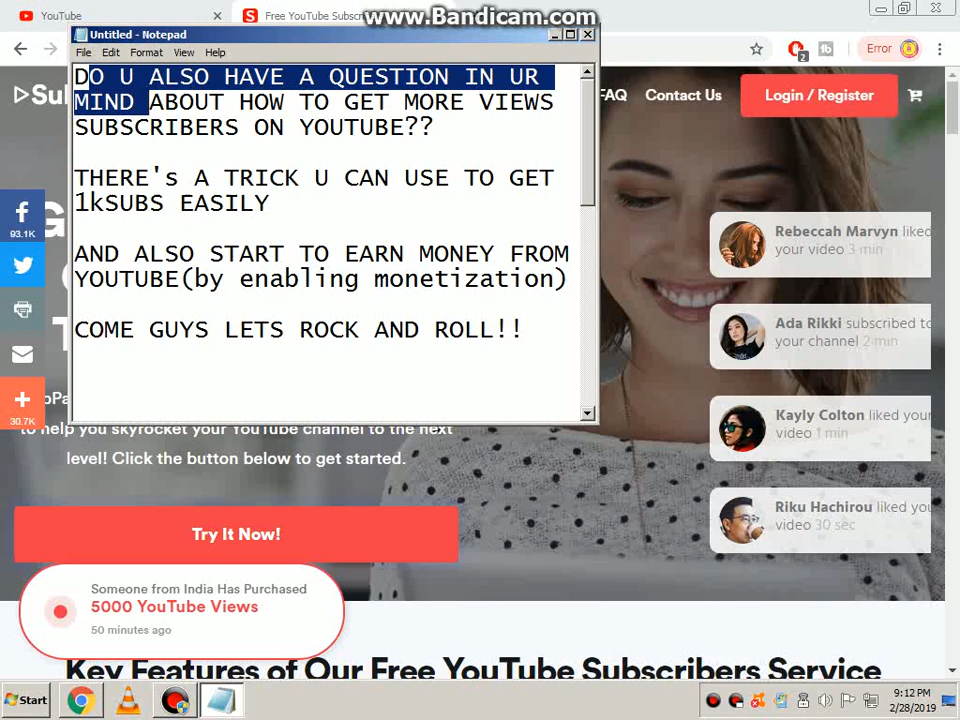 YouTube
Free YouTube Subscri
www.Bandicam.com
Untitled - Notepad
File Edit Format View Help
DO U ALSO HAVE A QUESTION IN UR
MIND ABOUT HOW TO GET MORE VIEWS
SUBSCRIBERS ON YOUTUBE??
THERE's A TRICK U CAN USE TO GET
1kSUBS EASILY
AND ALSO START TO EARN MONEY FROM
YOUTUBE(by enabling monetization)
COME GUYS LETS ROCK AND ROLL!!
2
Error
FAQ Contact Us Login / Register
93.1K
30.7K
Rebeccah Marvyn liked
your video 3 min
Ada Rikki subscribed to
your channel 2 min
Kayly Colton liked your
video 1 min
Riku Hachirou liked you
video 30 sec
to help you skyrocket your YouTube channel to the next
level! Click the button below to get started.
Try It Now!
Someone from India Has Purchased
5000 YouTube Views
50 minutes ago
Key Features of Our Free YouTube Subscribers Service
Start
9:12 PM
2/28/2019